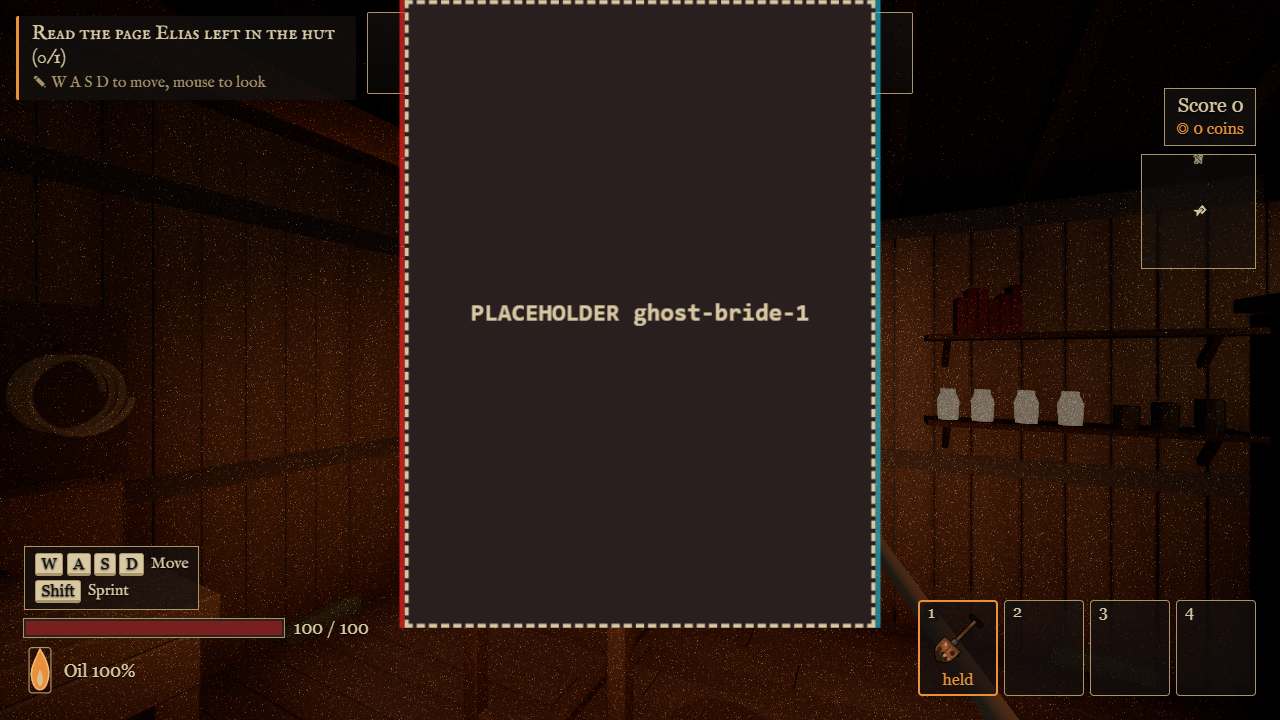 Read the page Elias left in the hut
(0/1)
W A S D to move, mouse to look
PLACEHOLDER ghost-bride-1
Score 0
0 coins
W A S D Move
Shift Sprint
100 / 100
Oil 100%
1 2 3 4
held